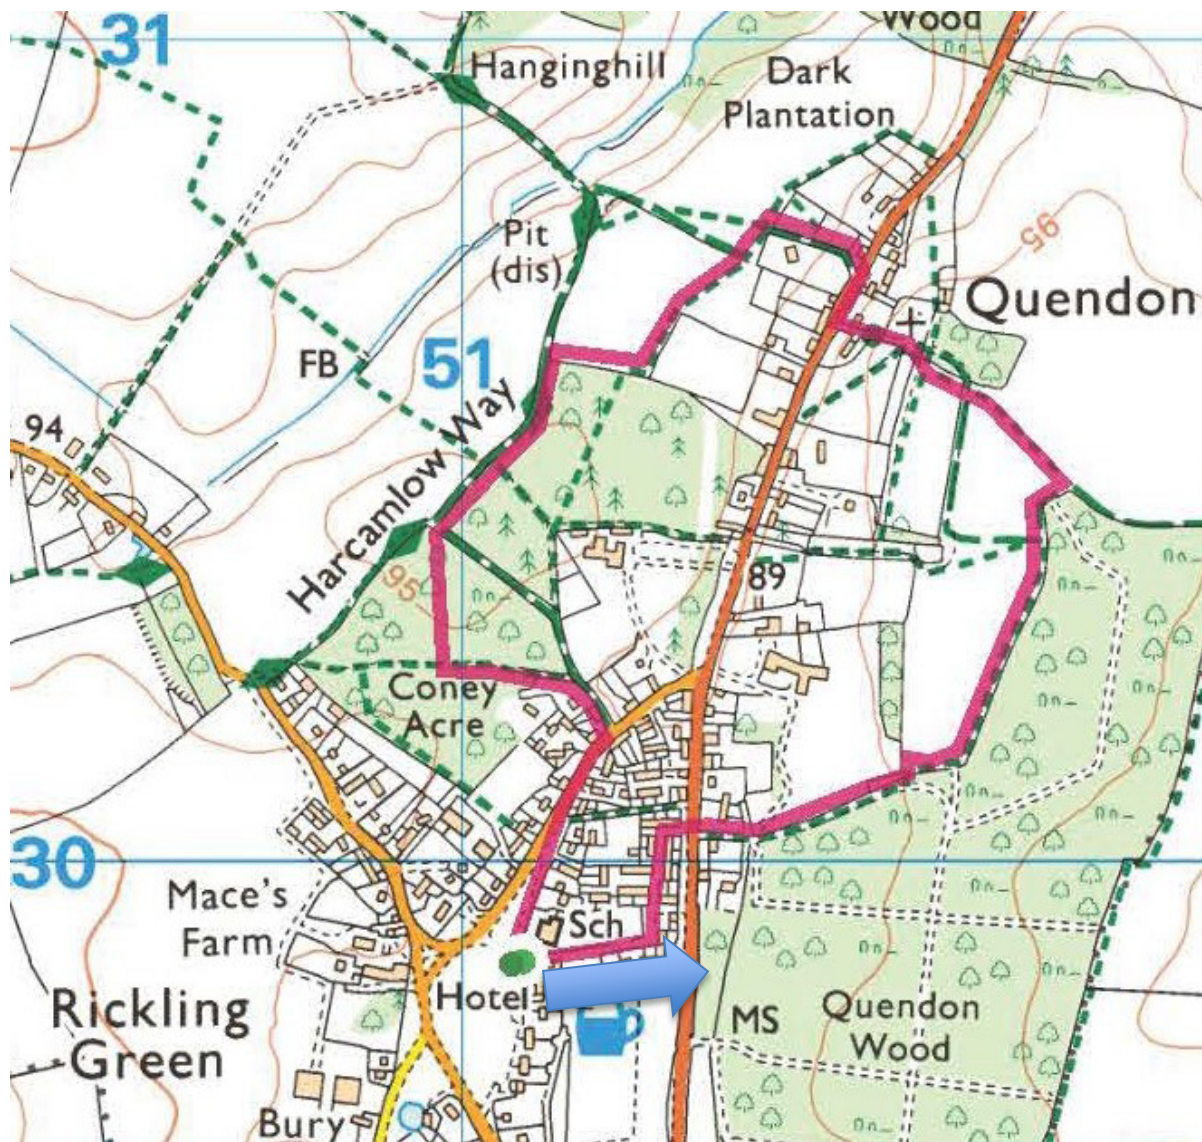 31
Wood
Hanginghill
Dark
Plantation
95
Pit
(dis)
Quendon
FB
51
94
Harcamlow Way
89
95
Coney
Acre
30
Mace's
Farm
Sch
Hotel
Rickling
Green
MS
Quendon
Wood
Bury